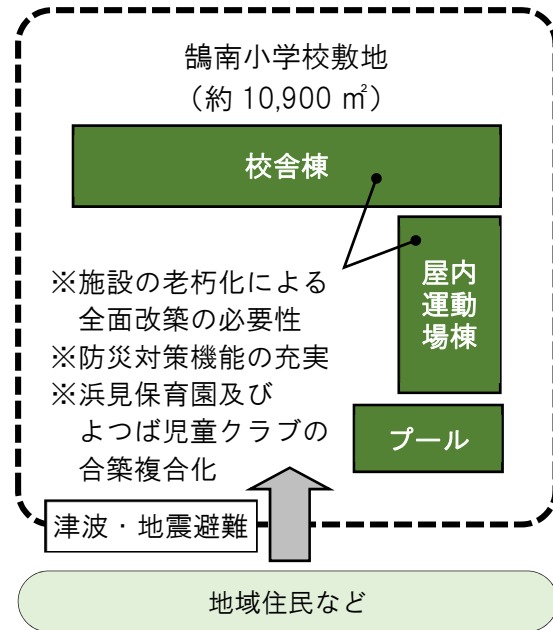 鵠南小学校敷地
（約 10,900 ㎡）
校舎棟
屋内
運動
場棟
※施設の老朽化による
全面改築の必要性
※防災対策機能の充実
※浜見保育園及び
よつば児童クラブの
合築複合化
プール
津波・地震避難
地域住民など